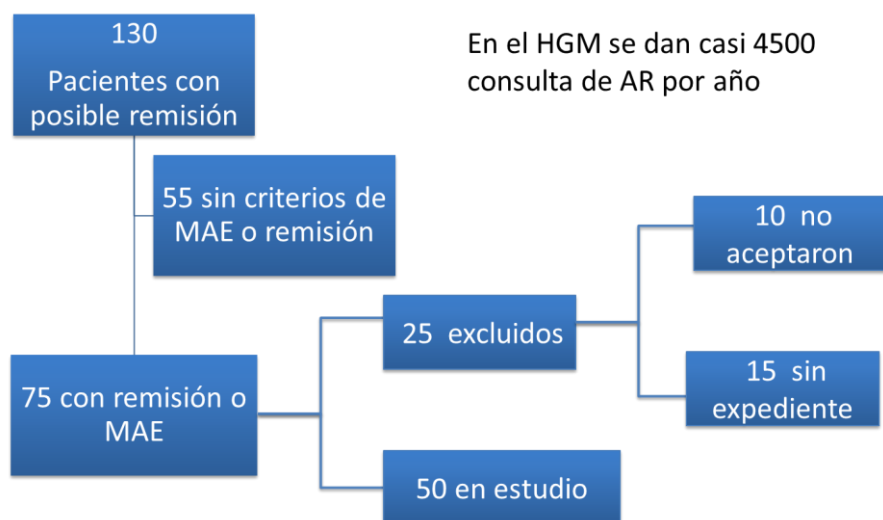 130
Pacientes con
posible remisión
En el HGM se dan casi 4500
consulta de AR por año
55 sin criterios de
MAE o remisión
10 no
aceptaron
25 excluidos
75 con remisión o
MAE
15 sin
expediente
50 en estudio